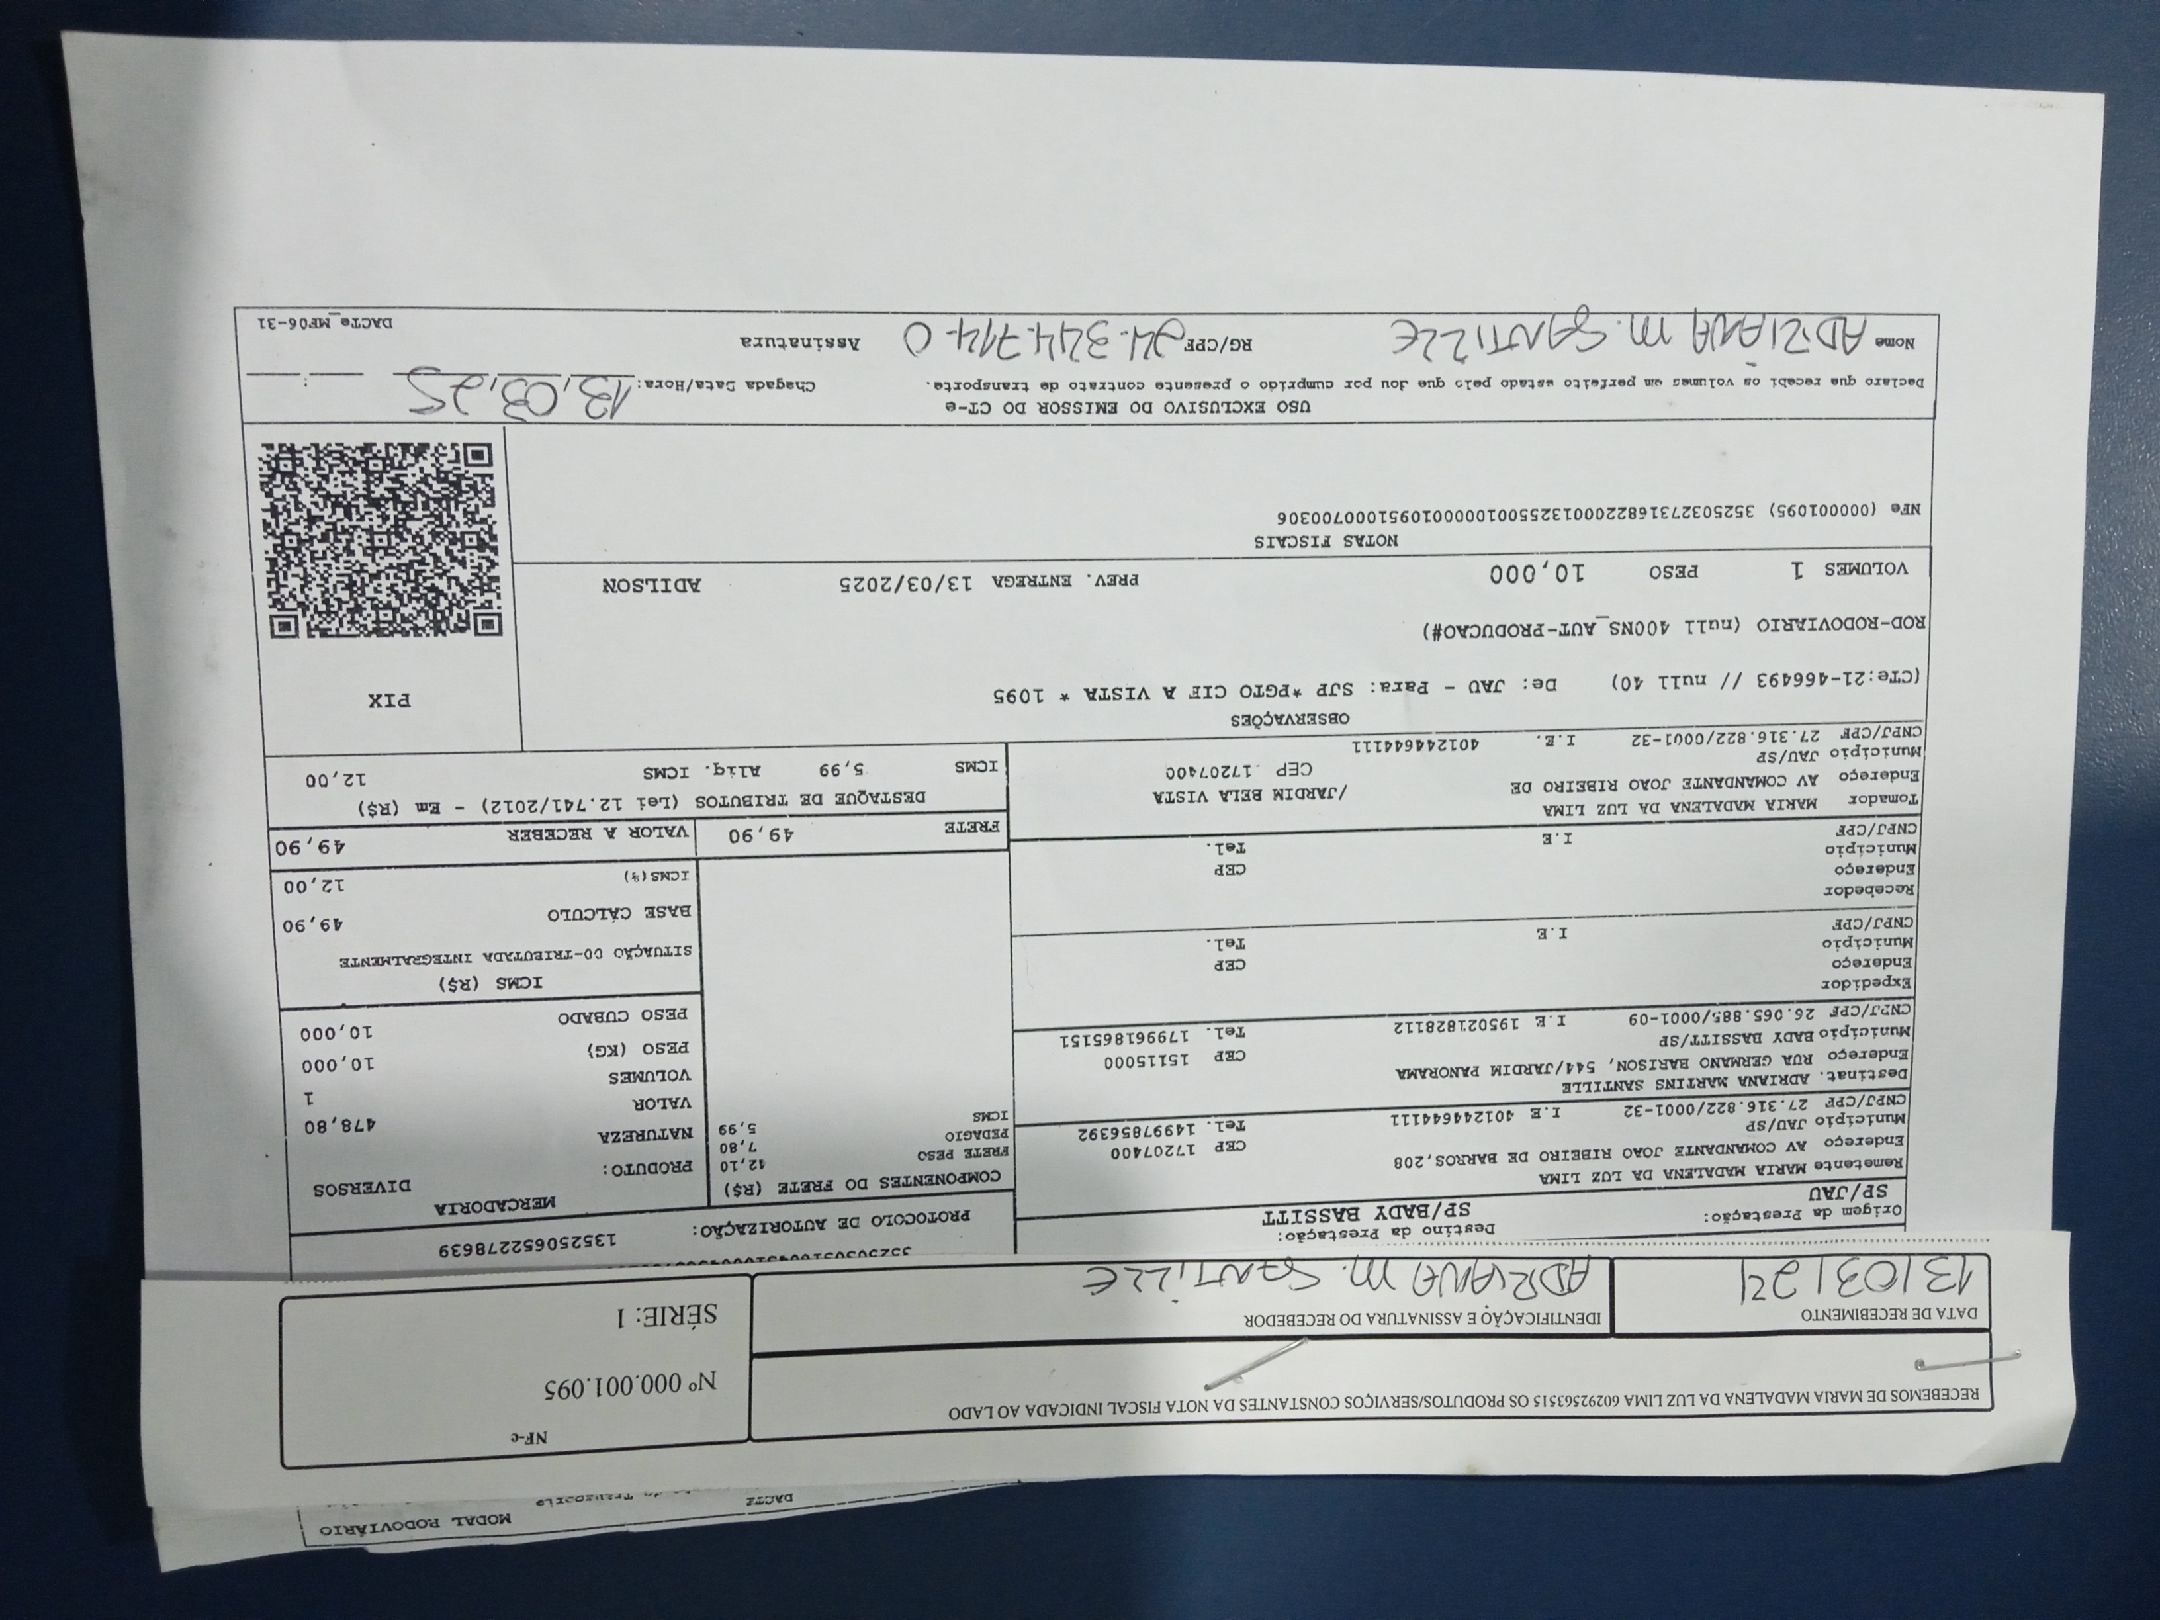 MODAL RODOVIÁRIO
DACTE
RECEBEMOS DE MARIA MADALENA DA LUZ LIMA 60292563515 OS PRODUTOS/SERVIÇOS CONSTANTES DA NOTA FISCAL INDICADA AO LADO
NF-e
Nº 000.001.095
SÉRIE: 1
DATA DE RECEBIMENTO
13/03/24
IDENTIFICAÇÃO E ASSINATURA DO RECEBEDOR
ADRIANA M. SANTILLE
Origem da Prestação:
SP/JAU
Destino da Prestação:
SP/BADY BASSITT
PROTOCOLO DE AUTORIZAÇÃO:
135250652278639
Remetente MARIA MADALENA DA LUZ LIMA
Endereço AV COMANDANTE JOAO RIBEIRO DE BARROS,208 CEP 17207400
Município JAU/SP Tel. 14997856392
CNPJ/CPF 27.316.822/0001-32 I.E 401244644111
Destinat. ADRIANA MARTINS SANTILLE
Endereço RUA GERMANO BARISON, 544/JARDIM PANORAMA CEP 15115000
Município BADY BASSITT/SP Tel. 179961865151
CNPJ/CPF 26.065.885/0001-09 I.E 195021828112
Expedidor
Endereço CEP
Município Tel.
CNPJ/CPF I.E
Recebedor
Endereço CEP
Município Tel.
CNPJ/CPF I.E
Tomador MARIA MADALENA DA LUZ LIMA
Endereço AV COMANDANTE JOAO RIBEIRO DE /JARDIM BELA VISTA
Município JAU/SP CEP 17207400
CNPJ/CPF 27.316.822/0001-32 I.E. 401244644111
COMPONENTES DO FRETE (R$)
FRETE PESO 42,10
PEDAGIO 7,80
ICMS 5,99
MERCADORIA
PRODUTO: DIVERSOS
NATUREZA
VALOR 478,80
VOLUMES 1
PESO (KG) 10,000
PESO CUBADO 10,000
ICMS (R$)
SITUAÇÃO 00-TRIBUTADA INTEGRALMENTE
BASE CÁLCULO 49,90
ICMS(%) 12,00
FRETE 49,90 VALOR A RECEBER 49,90
DESTAQUE DE TRIBUTOS (Lei 12.741/2012) - Em (R$)
ICMS 5,99 Aliq. ICMS 12,00
OBSERVAÇÕES
(CTe:21-466493 // null 40) De: JAU - Para: SJP *PGTO CIF A VISTA * 1095
ROD-RODOVIARIO (null 400NS_AUT-PRODUCAO#)
PIX
VOLUMES 1 PESO 10,000 PREV. ENTREGA 13/03/2025 ADILSON
NOTAS FISCAIS
NFe (000001095) 35250327316822000132550010000010951000700306
USO EXCLUSIVO DO EMISSOR DO CT-e
Declaro que recebi os volumes em perfeito estado pelo que dou por cumprido o presente contrato de transporte.
Chagada Data/Hora: 13,03,25 :
Nome ADRIANA M. SANTILLE RG/CPF 24.324.714-0 Assinatura
DACTe_MF06-31